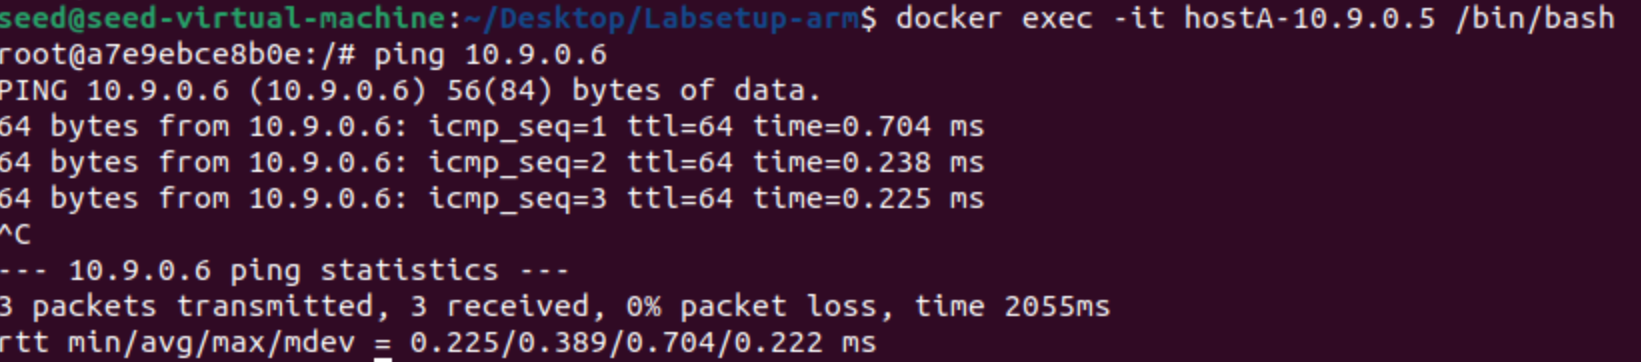 seed@seed-virtual-machine:~/Desktop/Labsetup-arm$ docker exec -it hostA-10.9.0.5 /bin/bash
root@a7e9ebce8b0e:/# ping 10.9.0.6
PING 10.9.0.6 (10.9.0.6) 56(84) bytes of data.
64 bytes from 10.9.0.6: icmp_seq=1 ttl=64 time=0.704 ms
64 bytes from 10.9.0.6: icmp_seq=2 ttl=64 time=0.238 ms
64 bytes from 10.9.0.6: icmp_seq=3 ttl=64 time=0.225 ms
^C
--- 10.9.0.6 ping statistics ---
3 packets transmitted, 3 received, 0% packet loss, time 2055ms
rtt min/avg/max/mdev = 0.225/0.389/0.704/0.222 ms